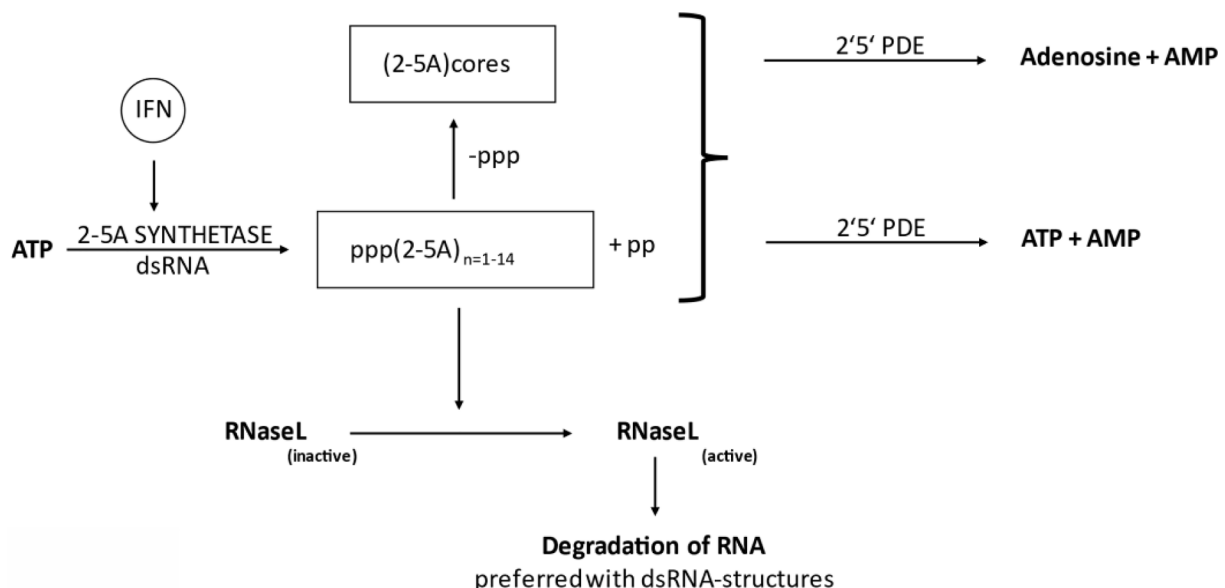 (2-5A)cores
2‘5‘ PDE
Adenosine + AMP
IFN
-ppp
ATP
2-5A SYNTHETASE
dsRNA
ppp(2-5A) n=1-14
+ pp
2‘5‘ PDE
ATP + AMP
RNaseL
(inactive)
RNaseL
(active)
Degradation of RNA
preferred with dsRNA-structures